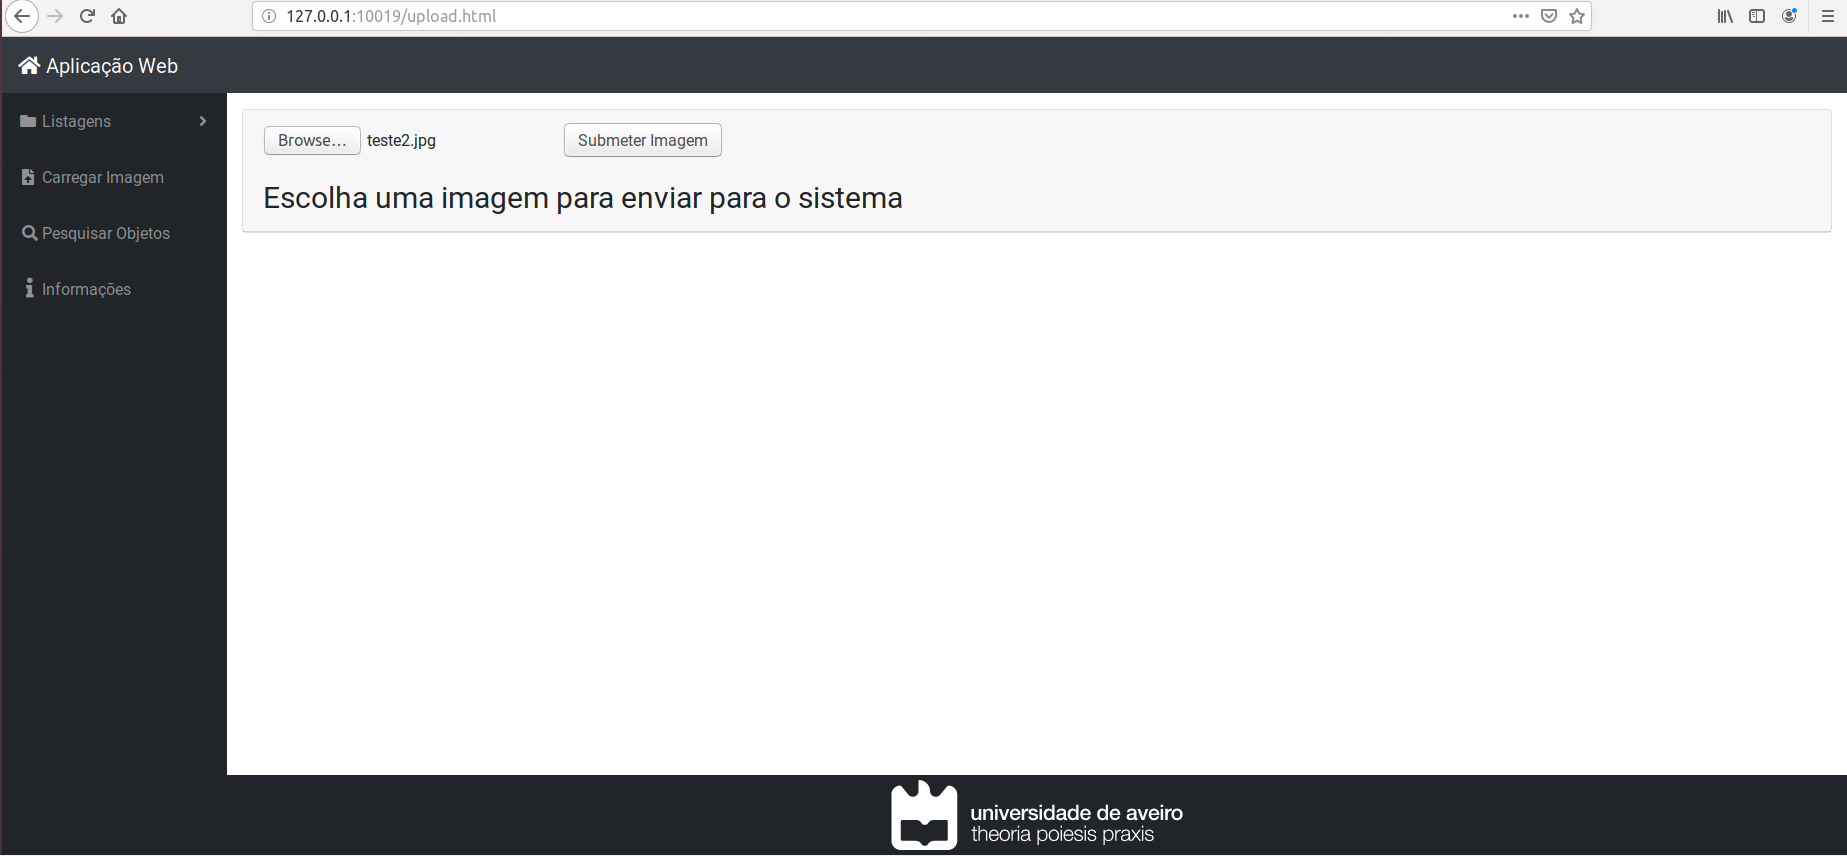 127.0.0.1:10019/upload.html
Aplicação Web
Listagens
Carregar Imagem
Pesquisar Objetos
Informações
Browse... teste2.jpg Submeter Imagem
Escolha uma imagem para enviar para o sistema
universidade de aveiro
theoria poiesis praxis